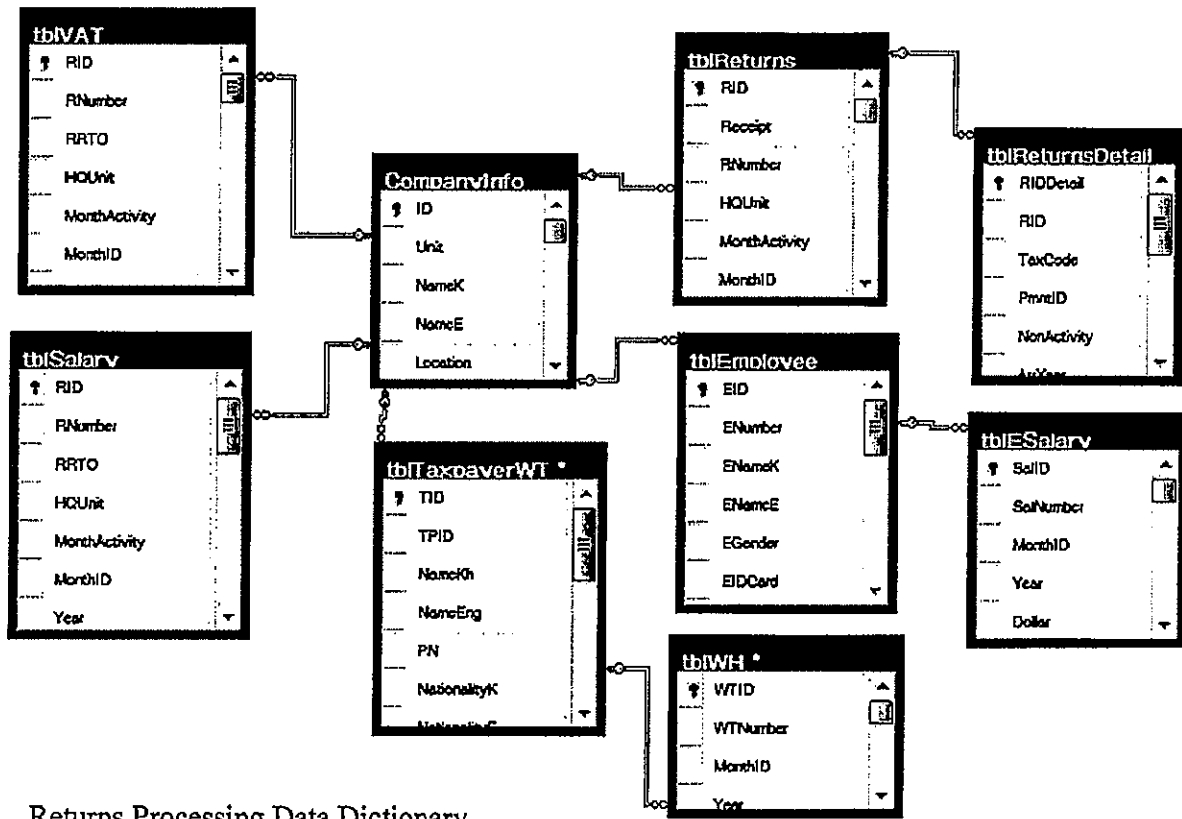 tblVAT
RID
RNumber
RRTO
HQUnit
MonthActivity
MonthID
tblReturns
RID
Receipt
RNumber
HQUnit
MonthActivity
MonthID
tblReturnsDetail
RIDDetail
RID
TaxCode
PmntID
NonActivity
CompanyInfo
ID
Unit
NameK
NameE
Location
tblSalary
RID
RNumber
RRTO
HQUnit
MonthActivity
MonthID
Year
tblEmployee
EID
ENumber
ENameK
ENameE
EGender
EIDCard
tblESalary
SalID
SalNumber
MonthID
Year
Dollar
tblTaxpayerWT *
TID
TPID
NameKh
NameEng
PN
NationalityK
NationalityE
tblWH *
WTID
WTNumber
MonthID
Year
Returns Processing Data Dictionary